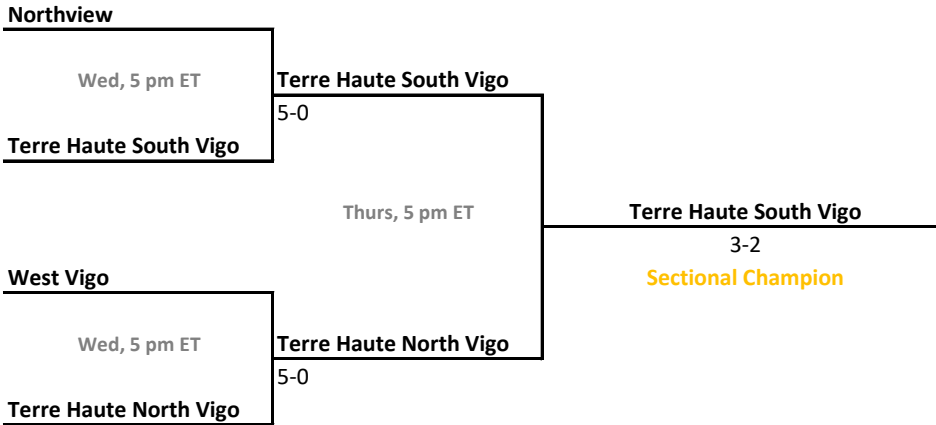 Northview
Wed, 5 pm ET
Terre Haute South Vigo
5-0
Terre Haute South Vigo
Thurs, 5 pm ET
Terre Haute South Vigo
3-2
Sectional Champion
West Vigo
Wed, 5 pm ET
Terre Haute North Vigo
5-0
Terre Haute North Vigo